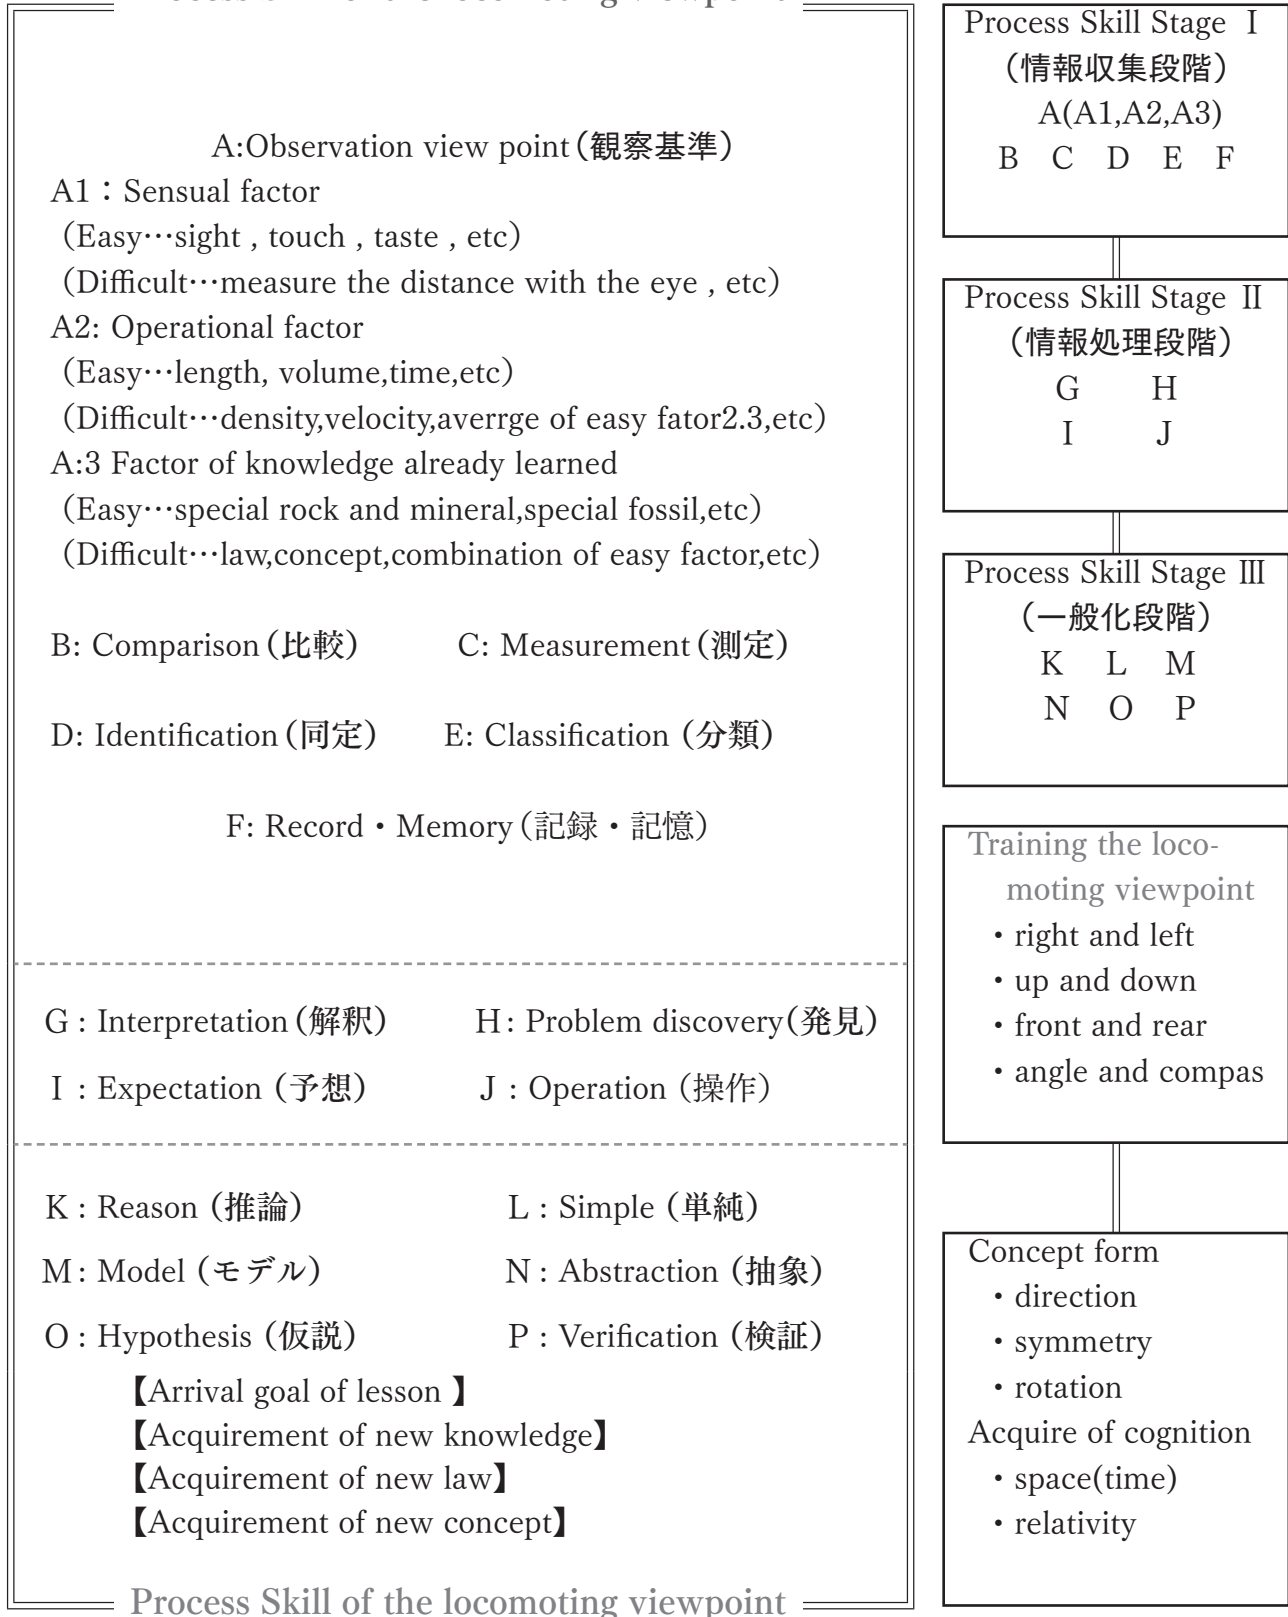 A:Observation view point(観察基準)
A1：Sensual factor
(Easy…sight , touch , taste , etc)
(Difficult…measure the distance with the eye , etc)
A2: Operational factor
(Easy…length, volume,time,etc)
(Difficult…density,velocity,averrge of easy fator2.3,etc)
A:3 Factor of knowledge already learned
(Easy…special rock and mineral,special fossil,etc)
(Difficult…law,concept,combination of easy factor,etc)
B: Comparison(比較) C: Measurement(測定)
D: Identification(同定) E: Classification (分類)
F: Record・Memory(記録・記憶)
G : Interpretation(解釈) H : Problem discovery(発見)
I : Expectation (予想) J : Operation (操作)
K : Reason (推論) L : Simple (単純)
M : Model (モデル) N : Abstraction (抽象)
O : Hypothesis (仮説) P : Verification (検証)
【Arrival goal of lesson 】
【Acquirement of new knowledge】
【Acquirement of new law】
【Acquirement of new concept】
Process Skill of the locomoting viewpoint
Process Skill Stage Ⅰ
(情報収集段階)
A(A1,A2,A3)
B C D E F
Process Skill Stage Ⅱ
(情報処理段階)
G H
I J
Process Skill Stage Ⅲ
(一般化段階)
K L M
N O P
Training the loco-
moting viewpoint
・right and left
・up and down
・front and rear
・angle and compas
Concept form
・direction
・symmetry
・rotation
Acquire of cognition
・space(time)
・relativity